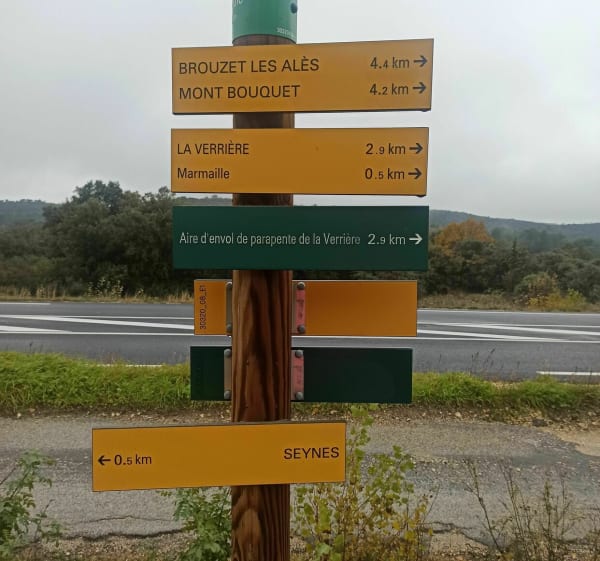 BROUZET LES ALÈS 4.4 km →
MONT BOUQUET 4.2 km →
LA VERRIÈRE 2.9 km →
Marmaille 0.5 km →
Aire d'envol de parapente de la Verrière 2.9 km →
30320_08_E1
← 0.5 km SEYNES